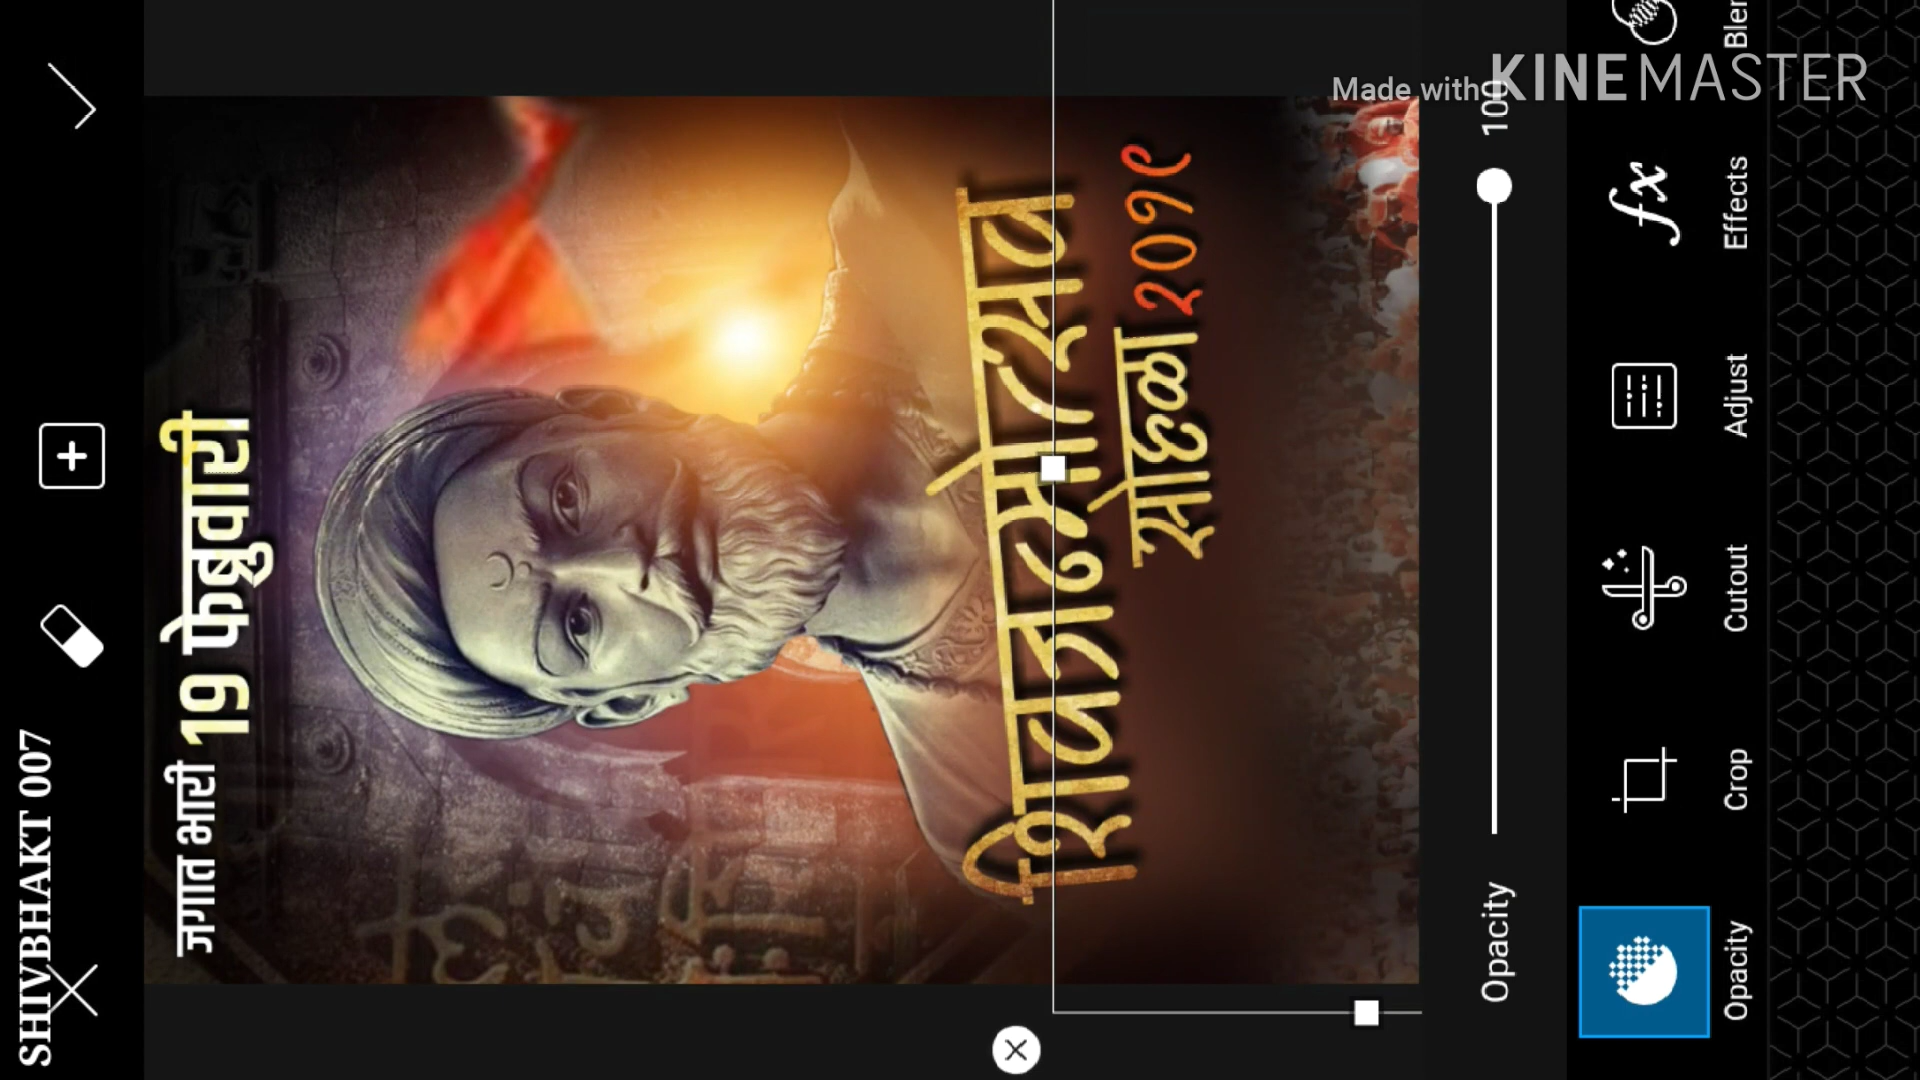 Made with KINEMASTER
SHIVBHAKT 007
जगात भारी 19 फेब्रुवारी
शिवजन्मोत्सव
सोहळा २०१९
Opacity 100
Opacity
Crop
Cutout
Adjust
Effects